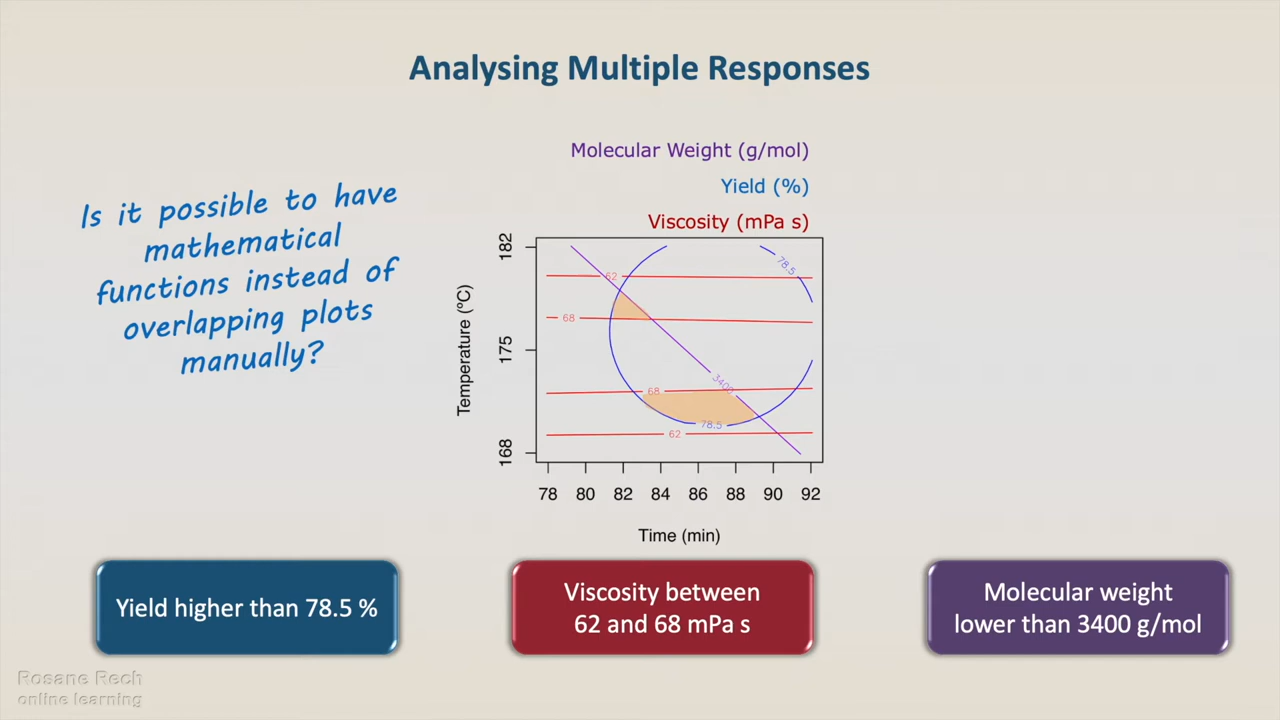 Analysing Multiple Responses
Is it possible to have
mathematical
functions instead of
overlapping plots
manually?
Molecular Weight (g/mol)
Yield (%)
Viscosity (mPa s)
Temperature (ºC)
182
175
168
62
78.5
68
3400
68
78.5
62
78 80 82 84 86 88 90 92
Time (min)
Yield higher than 78.5 %
Viscosity between
62 and 68 mPa s
Molecular weight
lower than 3400 g/mol
Rosane Rech
online learning